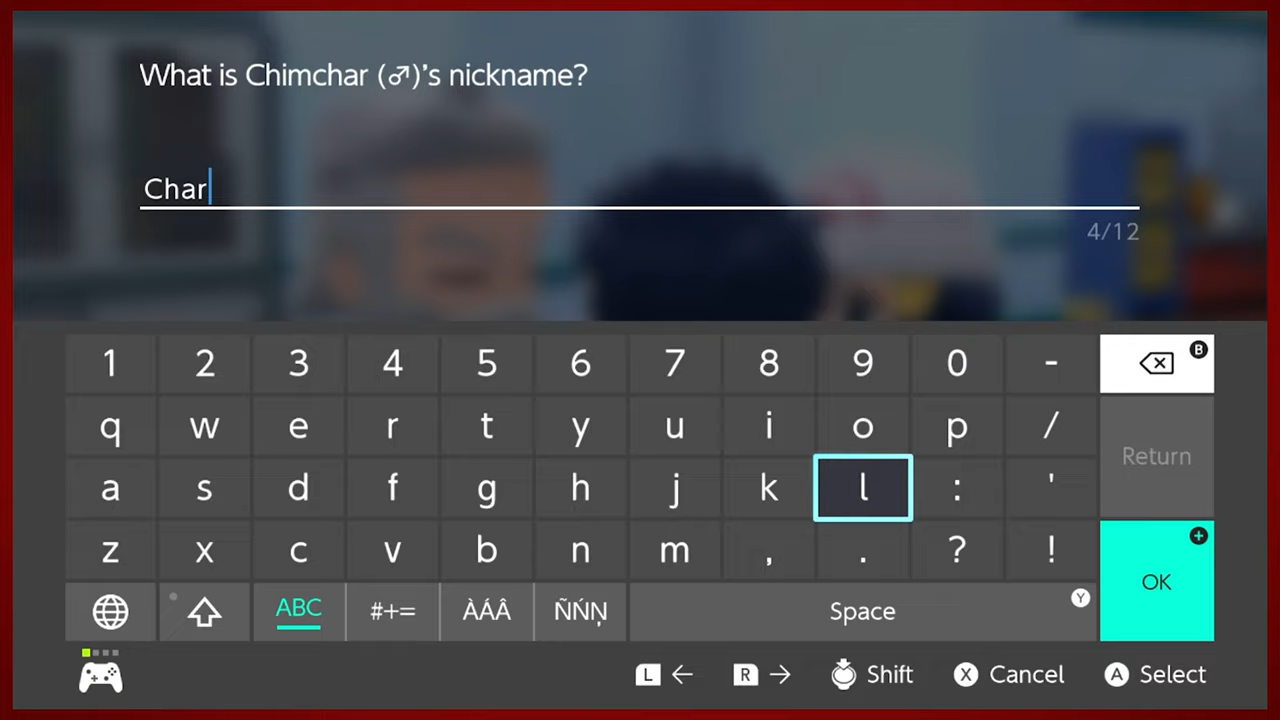 What is Chimchar (♂)'s nickname?
Char
4/12
1 2 3 4 5 6 7 8 9 0 - B
q w e r t y u i o p / Return
a s d f g h j k l : '
z x c v b n m , . ? ! + OK
ABC #+= ÀÁÂ ÑŃŅ Space Y
L ← R → Shift X Cancel A Select